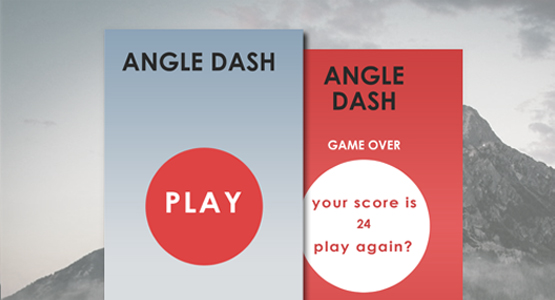 ANGLE DASH
PLAY
ANGLE
DASH
GAME OVER
your score is
24
play again?